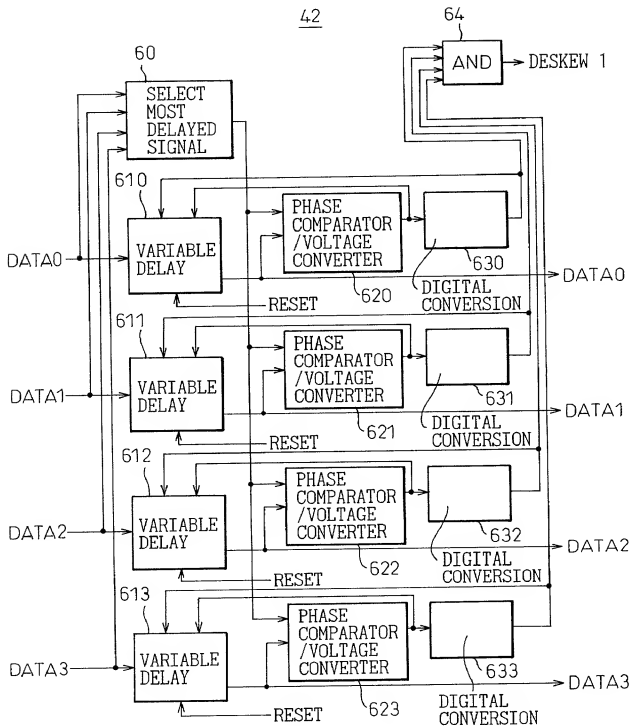 42
64
AND
DESKEW 1
60
SELECT
MOST
DELAYED
SIGNAL
610
VARIABLE
DELAY
DATA0
PHASE
COMPARATOR
/VOLTAGE
CONVERTER
620
630
DIGITAL
CONVERSION
DATA0
RESET
611
VARIABLE
DELAY
DATA1
PHASE
COMPARATOR
/VOLTAGE
CONVERTER
621
631
DIGITAL
CONVERSION
DATA1
RESET
612
VARIABLE
DELAY
DATA2
PHASE
COMPARATOR
/VOLTAGE
CONVERTER
622
632
DIGITAL
CONVERSION
DATA2
RESET
613
VARIABLE
DELAY
DATA3
PHASE
COMPARATOR
/VOLTAGE
CONVERTER
623
633
DIGITAL
CONVERSION
DATA3
RESET